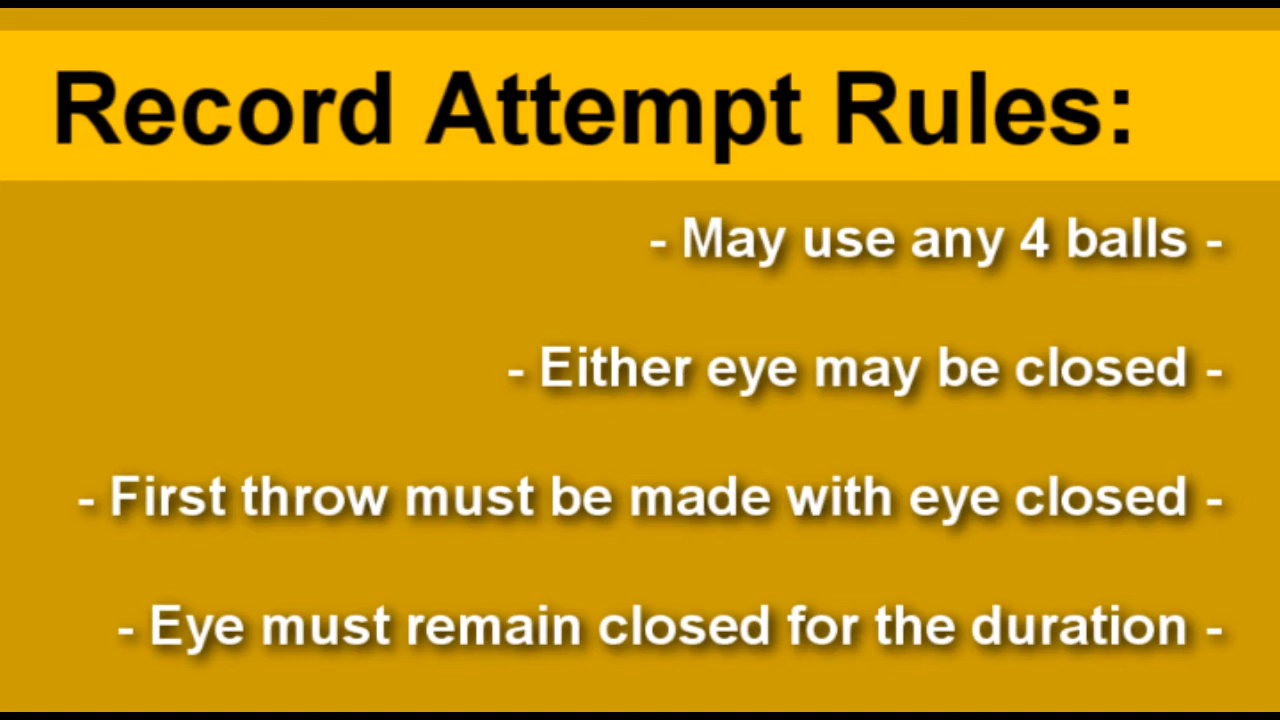 Record Attempt Rules:
- May use any 4 balls -
- Either eye may be closed -
- First throw must be made with eye closed -
- Eye must remain closed for the duration -